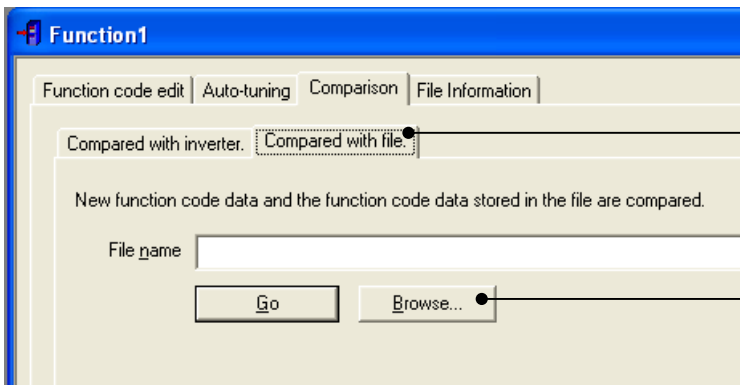 Function1
Function code edit Auto-tuning Comparison File Information
Compared with inverter. Compared with file.
New function code data and the function code data stored in the file are compared.
File name
Go Browse...